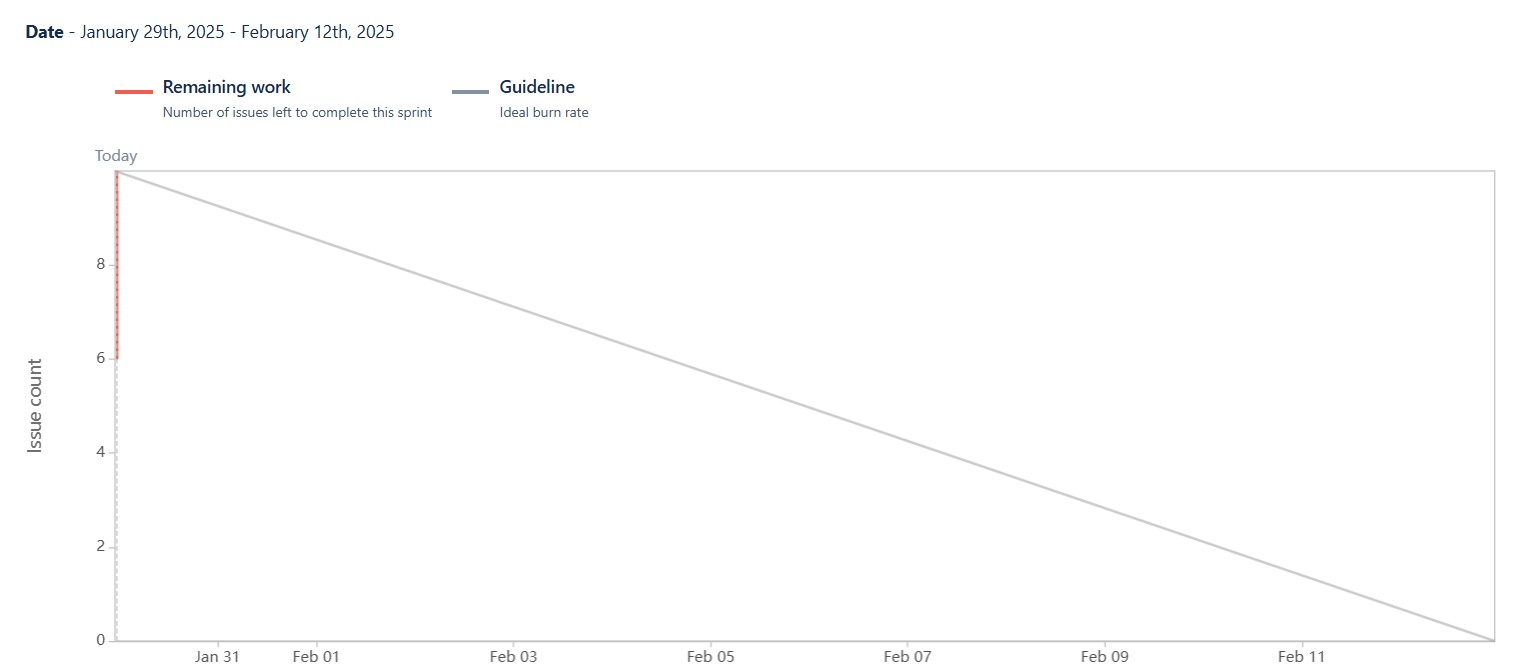 Date - January 29th, 2025 - February 12th, 2025
Remaining work
Number of issues left to complete this sprint
Guideline
Ideal burn rate
Today
8
6
4
2
0
Issue count
Jan 31 Feb 01 Feb 03 Feb 05 Feb 07 Feb 09 Feb 11